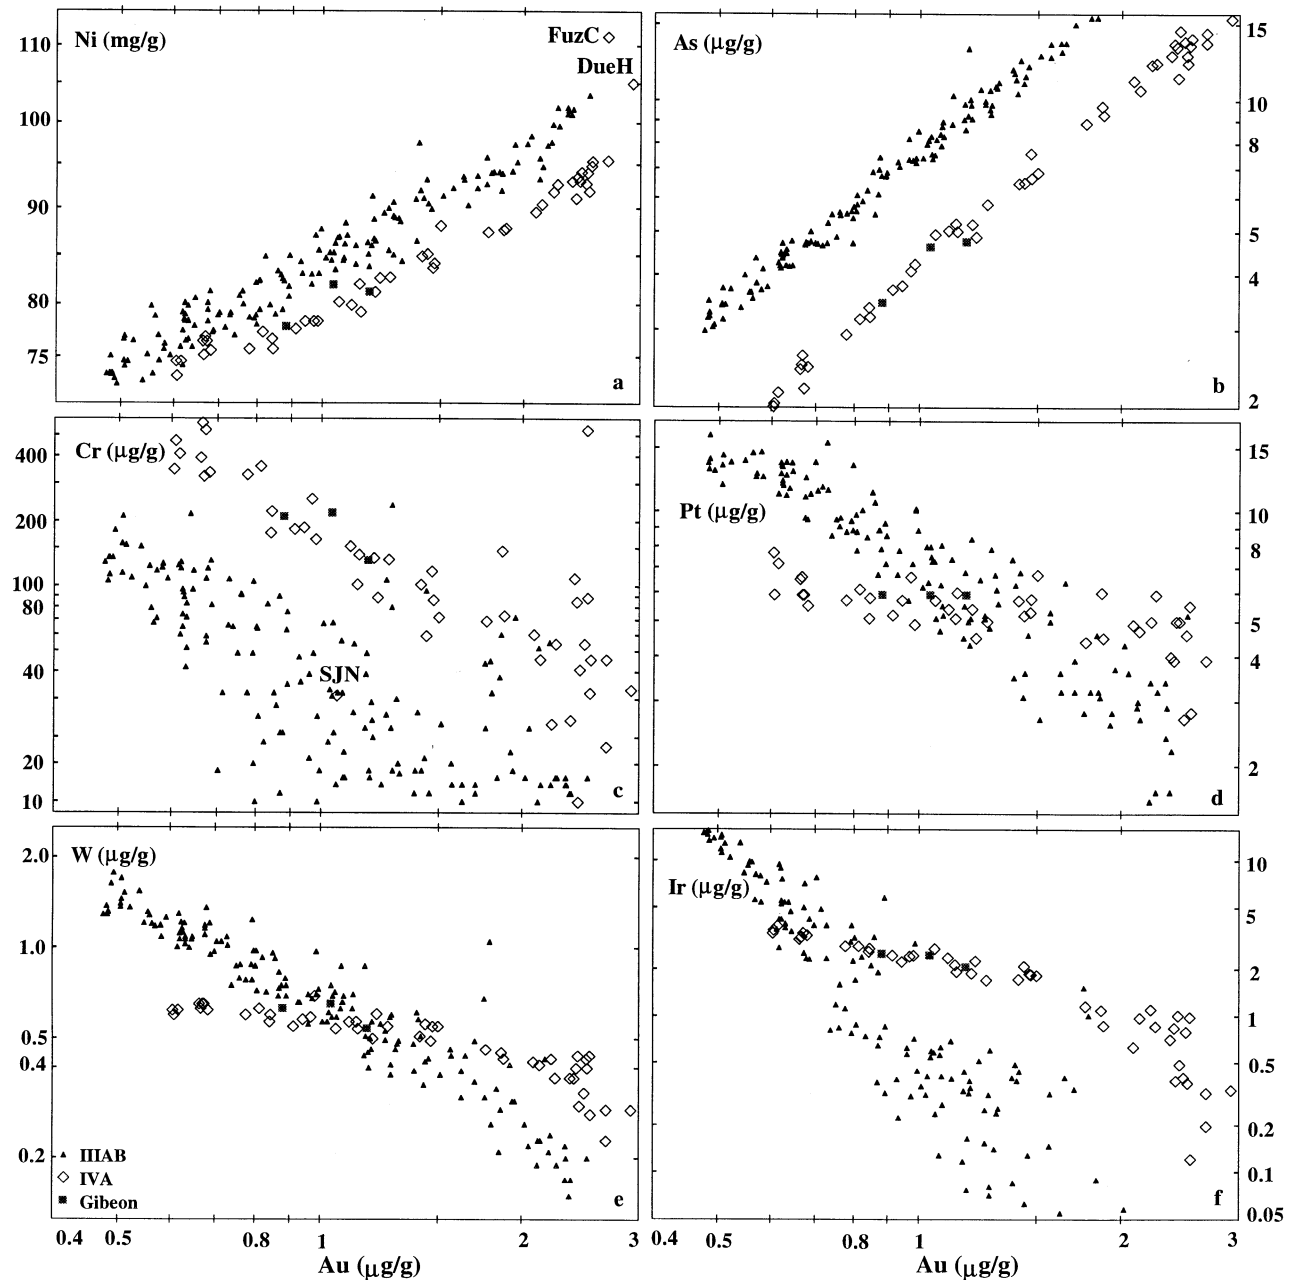 110
Ni (mg/g)
FuzC
DueH
100
90
80
75
a
As (μg/g)
15
10
8
5
4
b
2
Cr (μg/g)
400
200
100
80
SJN
40
20
10
c
15
Pt (μg/g)
10
8
5
4
2
d
2.0
W (μg/g)
1.0
0.5
0.4
0.2
IIIAB
IVA
Gibeon
e
10
Ir (μg/g)
5
2
1
0.5
0.2
0.1
f
0.05
0.4 0.5 0.8 1 2 3
Au (μg/g)
0.4 0.5 0.8 1 2 3
Au (μg/g)